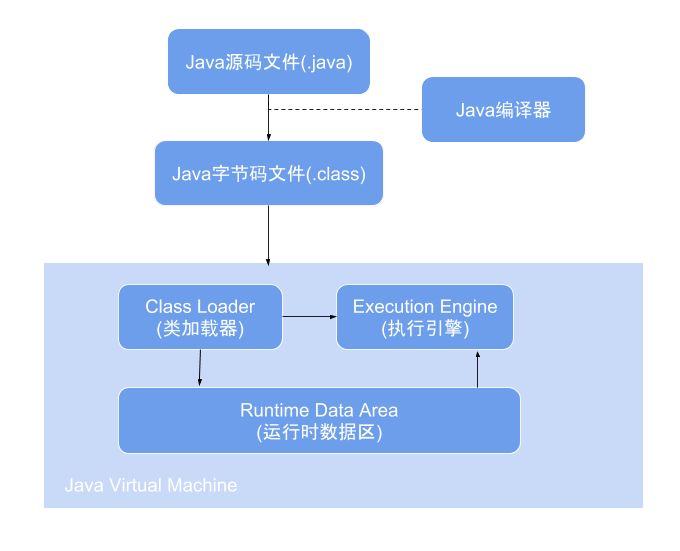 Java源码文件(.java)
Java编译器
Java字节码文件(.class)
Class Loader
(类加载器)
Execution Engine
(执行引擎)
Runtime Data Area
(运行时数据区)
Java Virtual Machine